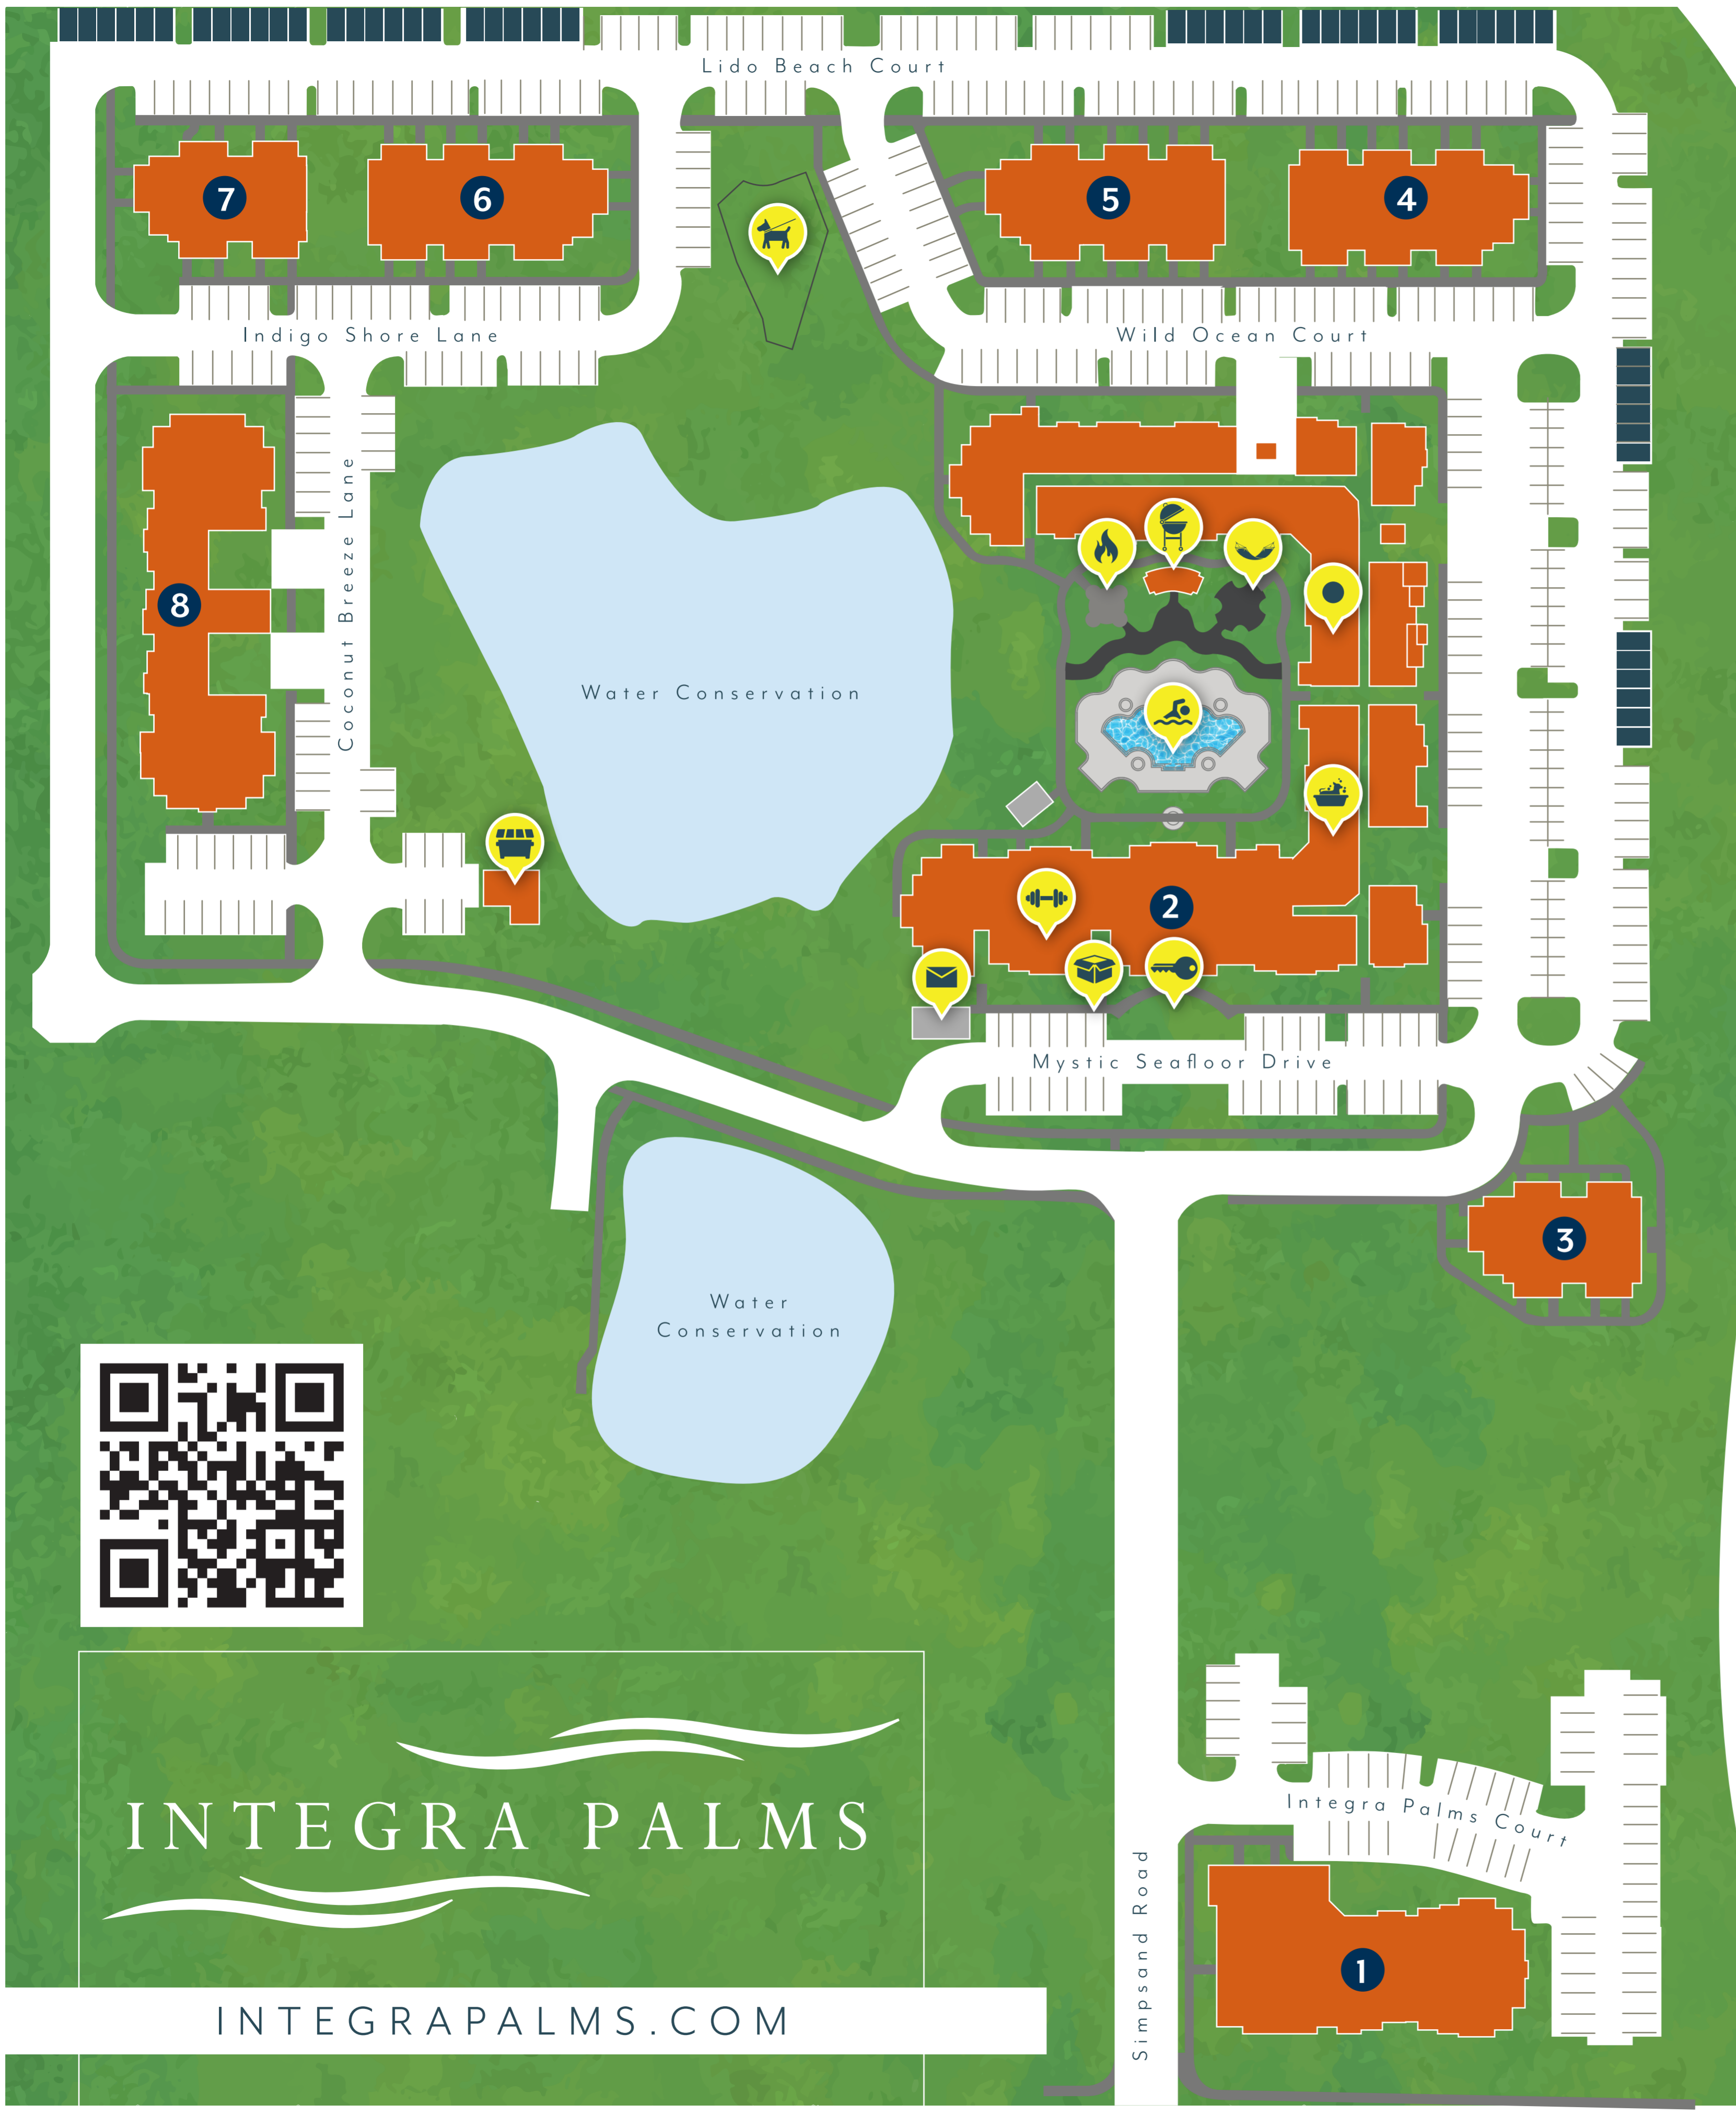 Lido Beach Court
7
6
5
4
Indigo Shore Lane
Wild Ocean Court
Coconut Breeze Lane
8
Water Conservation
2
Mystic Seafloor Drive
3
Water
Conservation
Integra Palms Court
INTEGRA PALMS
Simpsand Road
1
INTEGRAPALMS.COM